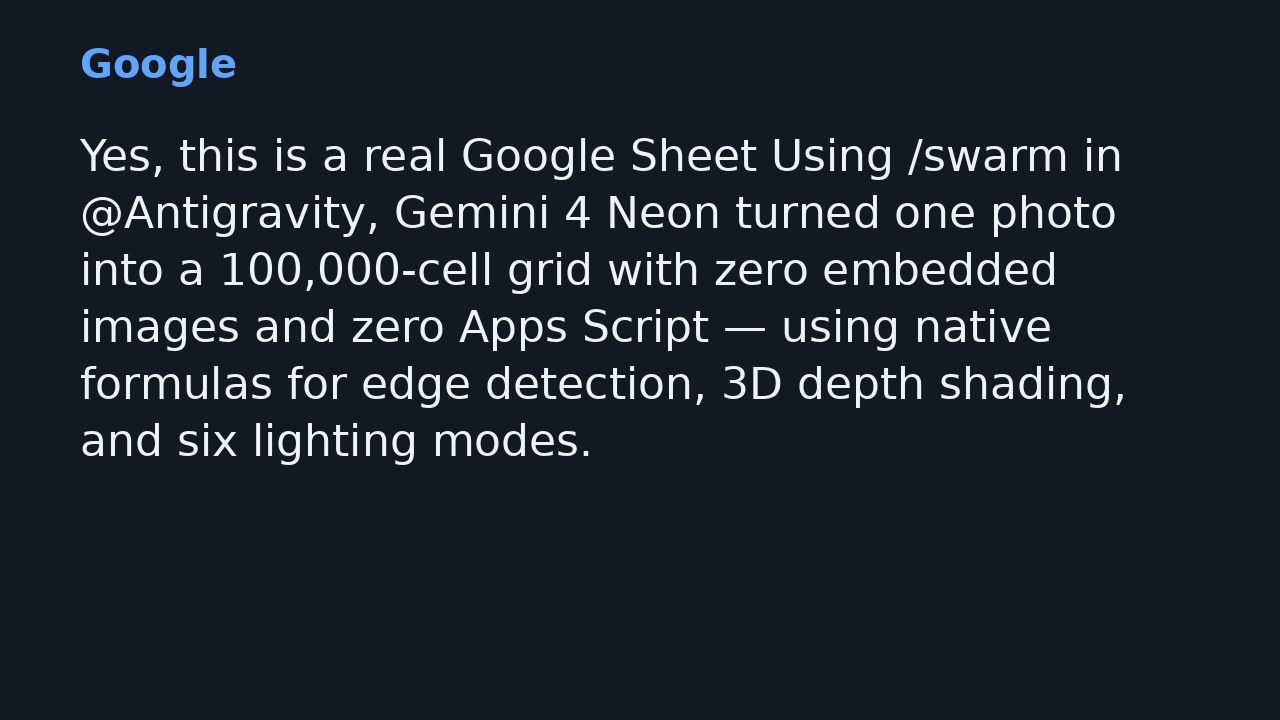 Google
Yes, this is a real Google Sheet Using /swarm in
@Antigravity, Gemini 4 Neon turned one photo
into a 100,000-cell grid with zero embedded
images and zero Apps Script — using native
formulas for edge detection, 3D depth shading,
and six lighting modes.